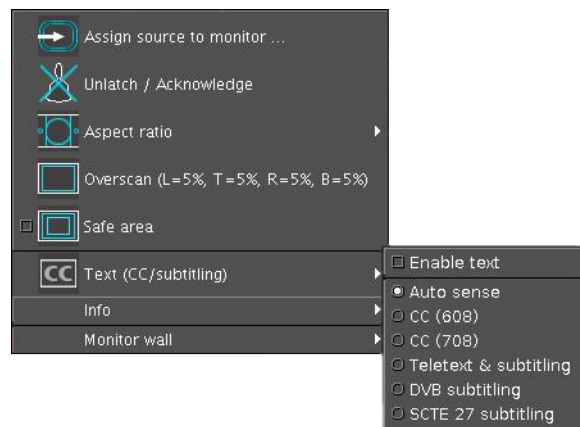 Assign source to monitor ...
Unlatch / Acknowledge
Aspect ratio
Overscan (L=5%, T=5%, R=5%, B=5%)
Safe area
CC Text (CC/subtitling)
Info
Monitor wall
Enable text
Auto sense
CC (608)
CC (708)
Teletext & subtitling
DVB subtitling
SCTE 27 subtitling